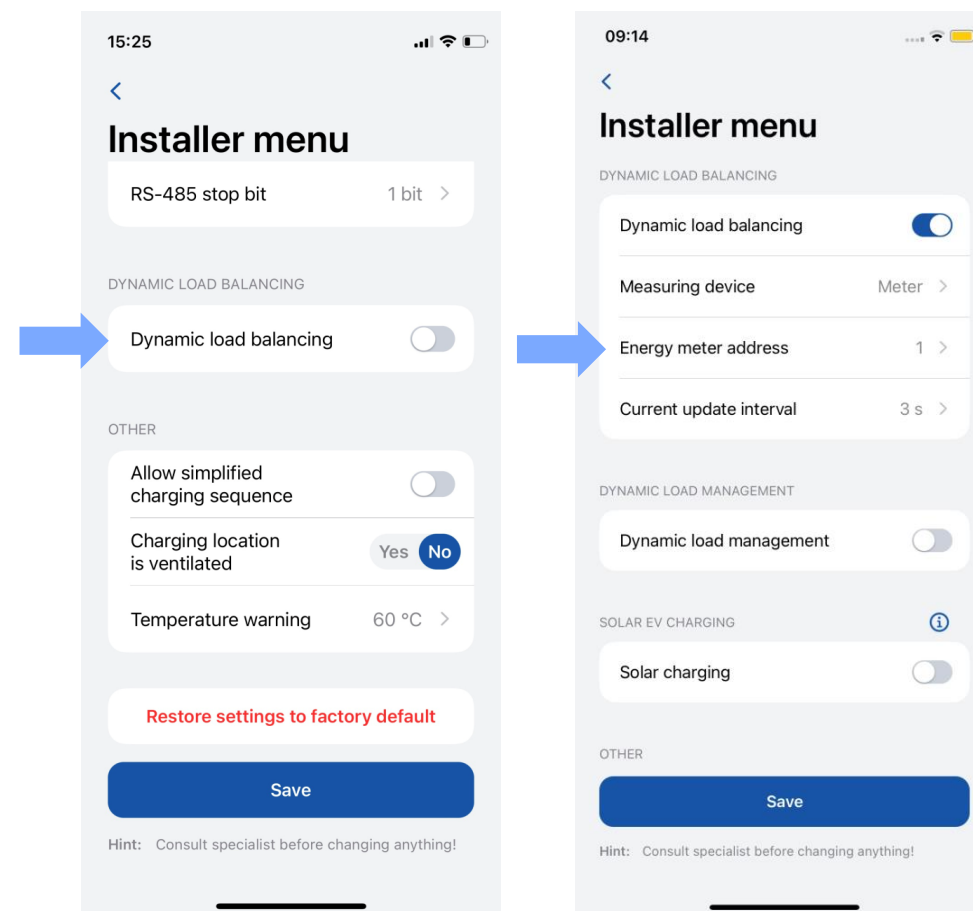 15:25
Installer menu
RS-485 stop bit 1 bit
DYNAMIC LOAD BALANCING
Dynamic load balancing
OTHER
Allow simplified
charging sequence
Charging location
is ventilated
Yes No
Temperature warning 60 °C
Restore settings to factory default
Save
Hint: Consult specialist before changing anything!
09:14
Installer menu
DYNAMIC LOAD BALANCING
Dynamic load balancing
Measuring device Meter
Energy meter address 1
Current update interval 3 s
DYNAMIC LOAD MANAGEMENT
Dynamic load management
SOLAR EV CHARGING
Solar charging
OTHER
Save
Hint: Consult specialist before changing anything!